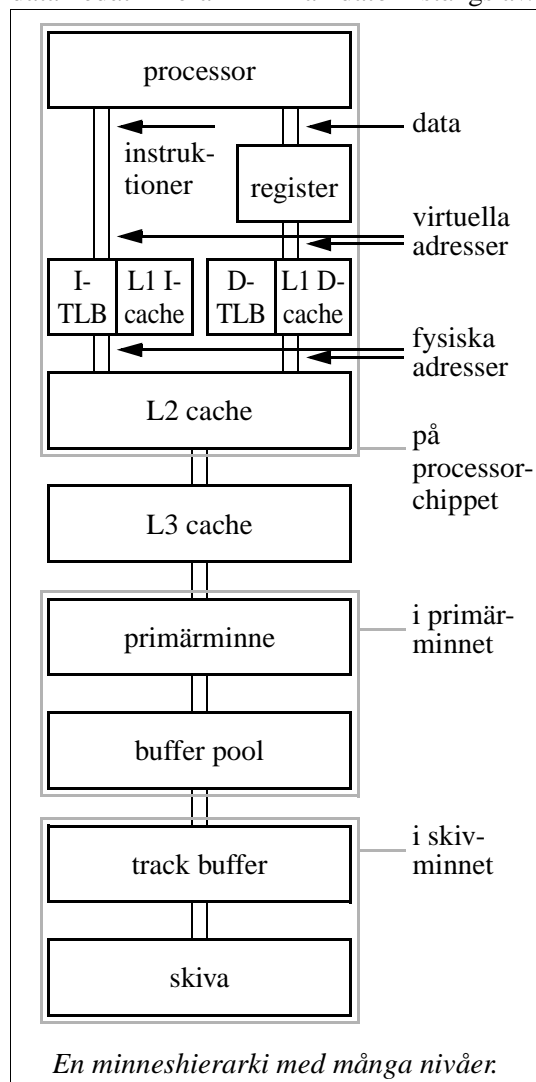 processor
data
instruk-
tioner
register
virtuella
adresser
I-
TLB
L1 I-
cache
D-
TLB
L1 D-
cache
fysiska
adresser
L2 cache
på
processor-
chippet
L3 cache
i primär-
minnet
primärminne
buffer pool
i skiv-
minnet
track buffer
skiva
En minneshierarki med många nivåer.